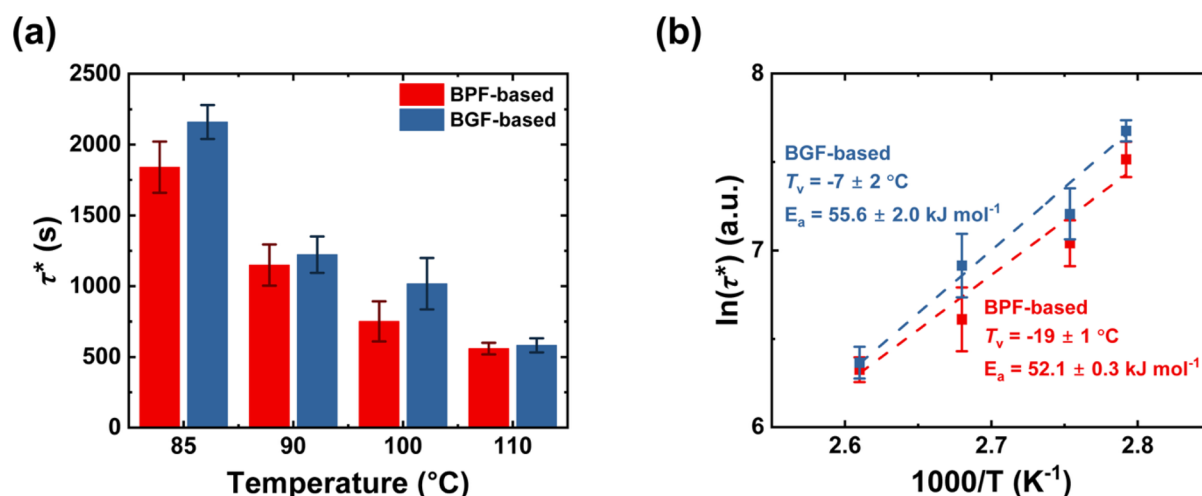 (a)
2500
2000
1500
1000
500
0
85 90 100 110
Temperature (°C)
τ* (s)
BPF-based
BGF-based
(b)
8
7
6
2.6 2.7 2.8
1000/T (K-1)
ln(τ*) (a.u.)
BGF-based
Tv = -7 ± 2 °C
Ea = 55.6 ± 2.0 kJ mol-1
BPF-based
Tv = -19 ± 1 °C
Ea = 52.1 ± 0.3 kJ mol-1